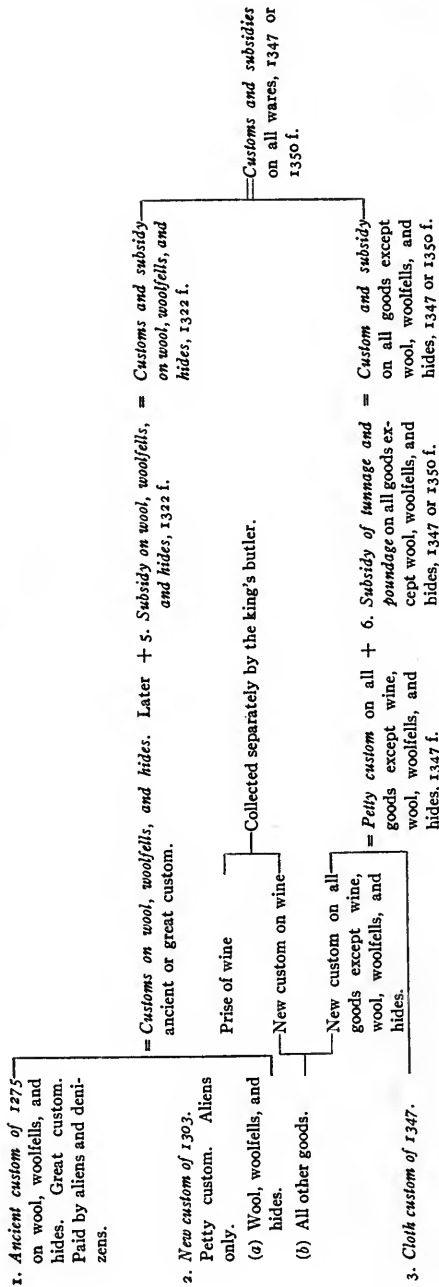 1. Ancient custom of 1275
on wool, woolfells, and
hides. Great custom.
Paid by aliens and deni-
zens.
2. New custom of 1303.
Petty custom. Aliens
only.
(a) Wool, woolfells, and
hides.
(b) All other goods.
3. Cloth custom of 1347.
= Customs on wool, woolfells, and hides. Later + 5. Subsidy on wool, woolfells, = Customs and subsidy
ancient or great custom.
and hides, 1322 f.
on wool, woolfells, and
hides, 1322 f.
Prise of wine
Collected separately by the king's butler.
New custom on wine
New custom on all
goods except wine,
wool, woolfells, and
hides.
= Petty custom on all + 6. Subsidy of tunnage and = Custom and subsidy
goods except wine,
wool, woolfells, and
hides. 1347 f.
poundage on all goods ex-
cept wool, woolfells, and
hides, 1347 or 1350 f.
on all goods except
wool, woolfells, and
hides, 1347 or 1350 f.
=Customs and subsidies
on all wares, 1347 or
1350 f.